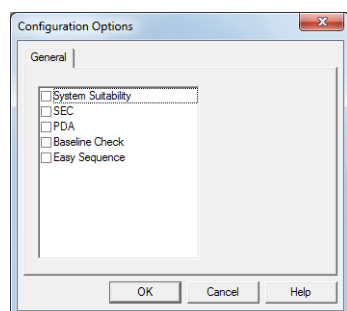 Configuration Options
General
System Suitability
SEC
PDA
Baseline Check
Easy Sequence
OK Cancel Help